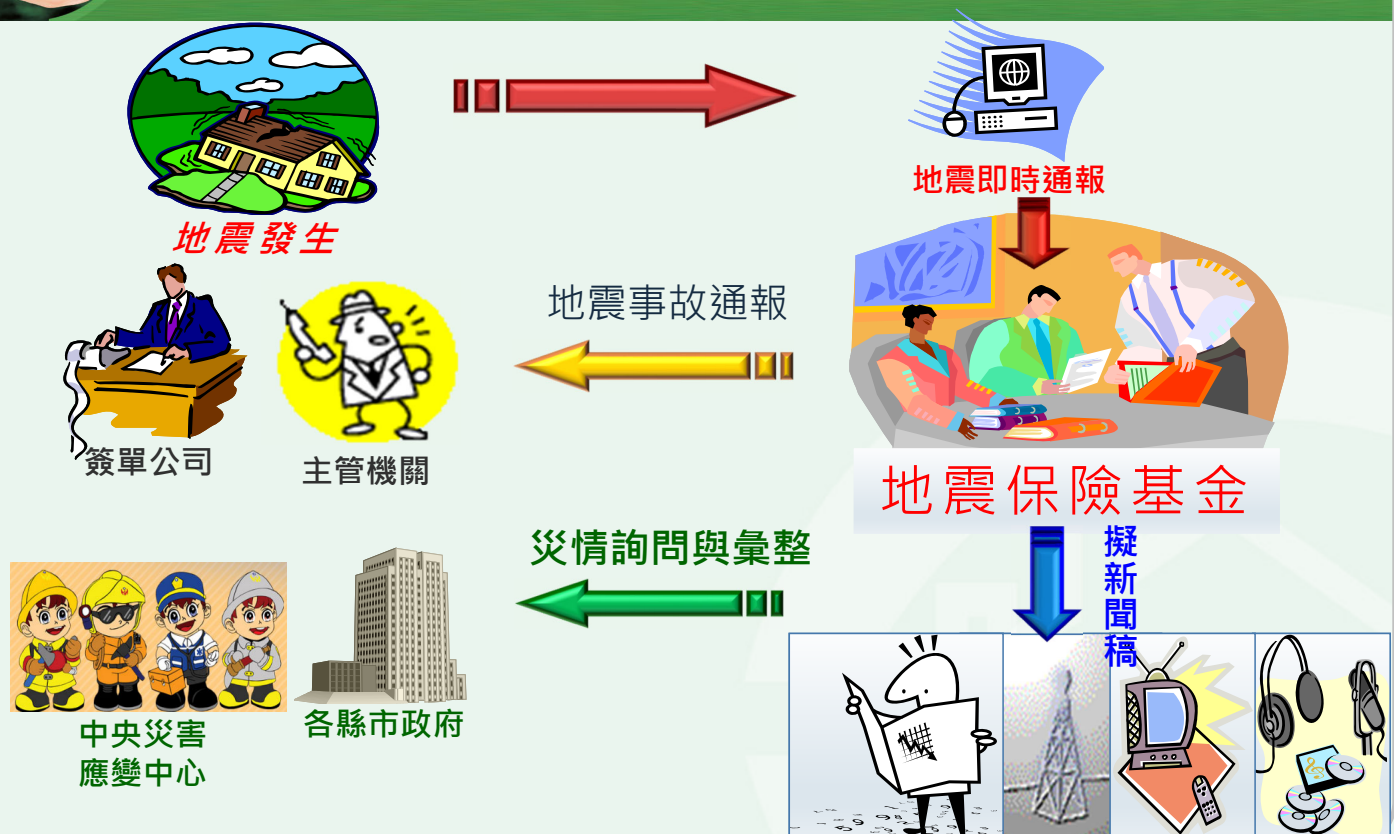 地震發生
地震即時通報
地震事故通報
簽單公司
主管機關
地震保險基金
擬新聞稿
災情詢問與彙整
中央災害
應變中心
各縣市政府